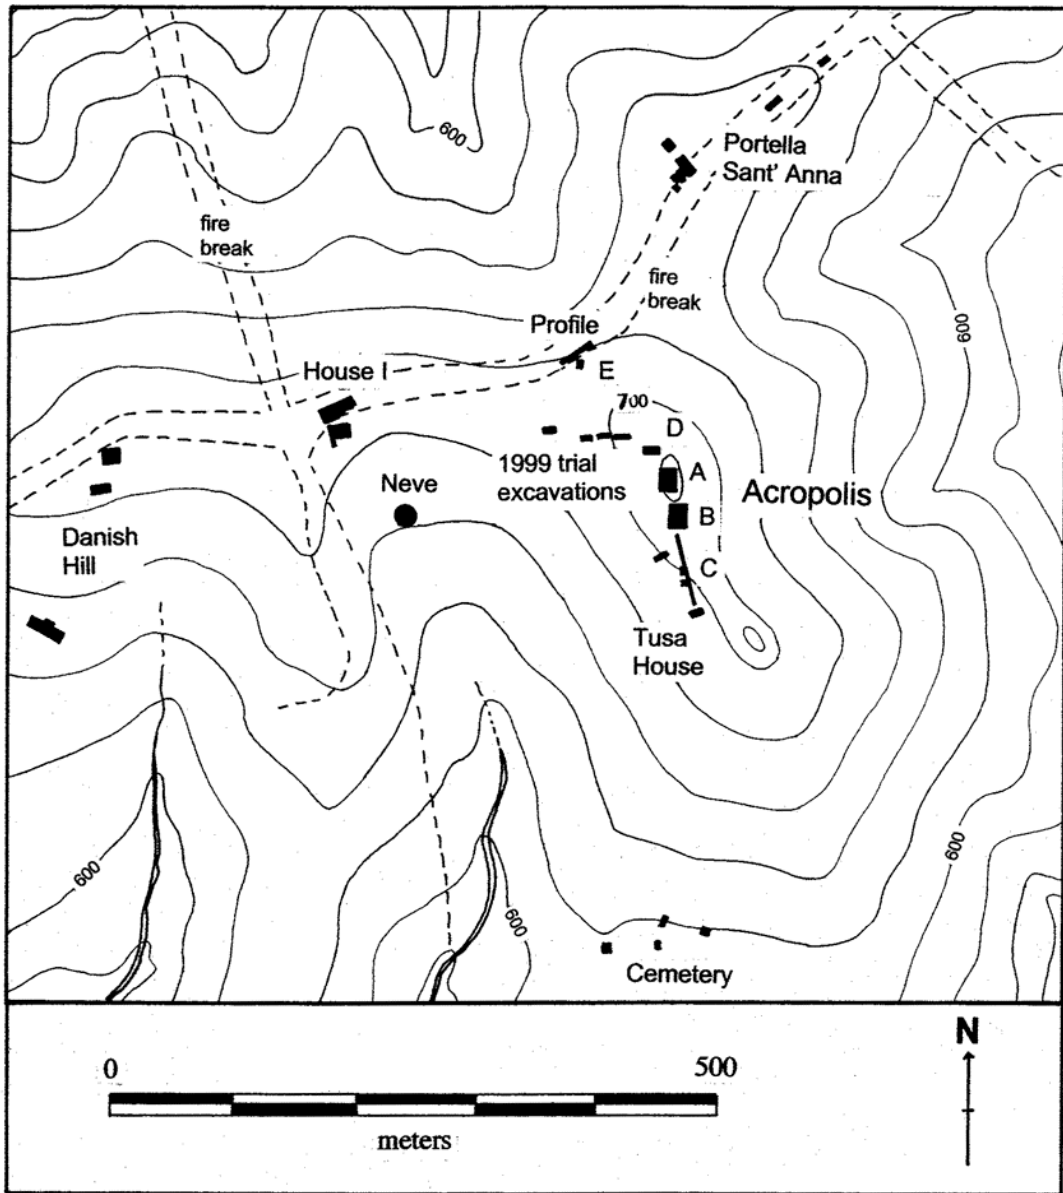 600
Portella
Sant' Anna
fire
break
fire
break
600
Profile
E
House I
700
D
1999 trial
excavations
A
Acropolis
Neve
B
Danish
Hill
C
Tusa
House
600
600
600
Cemetery
0
500
meters
N